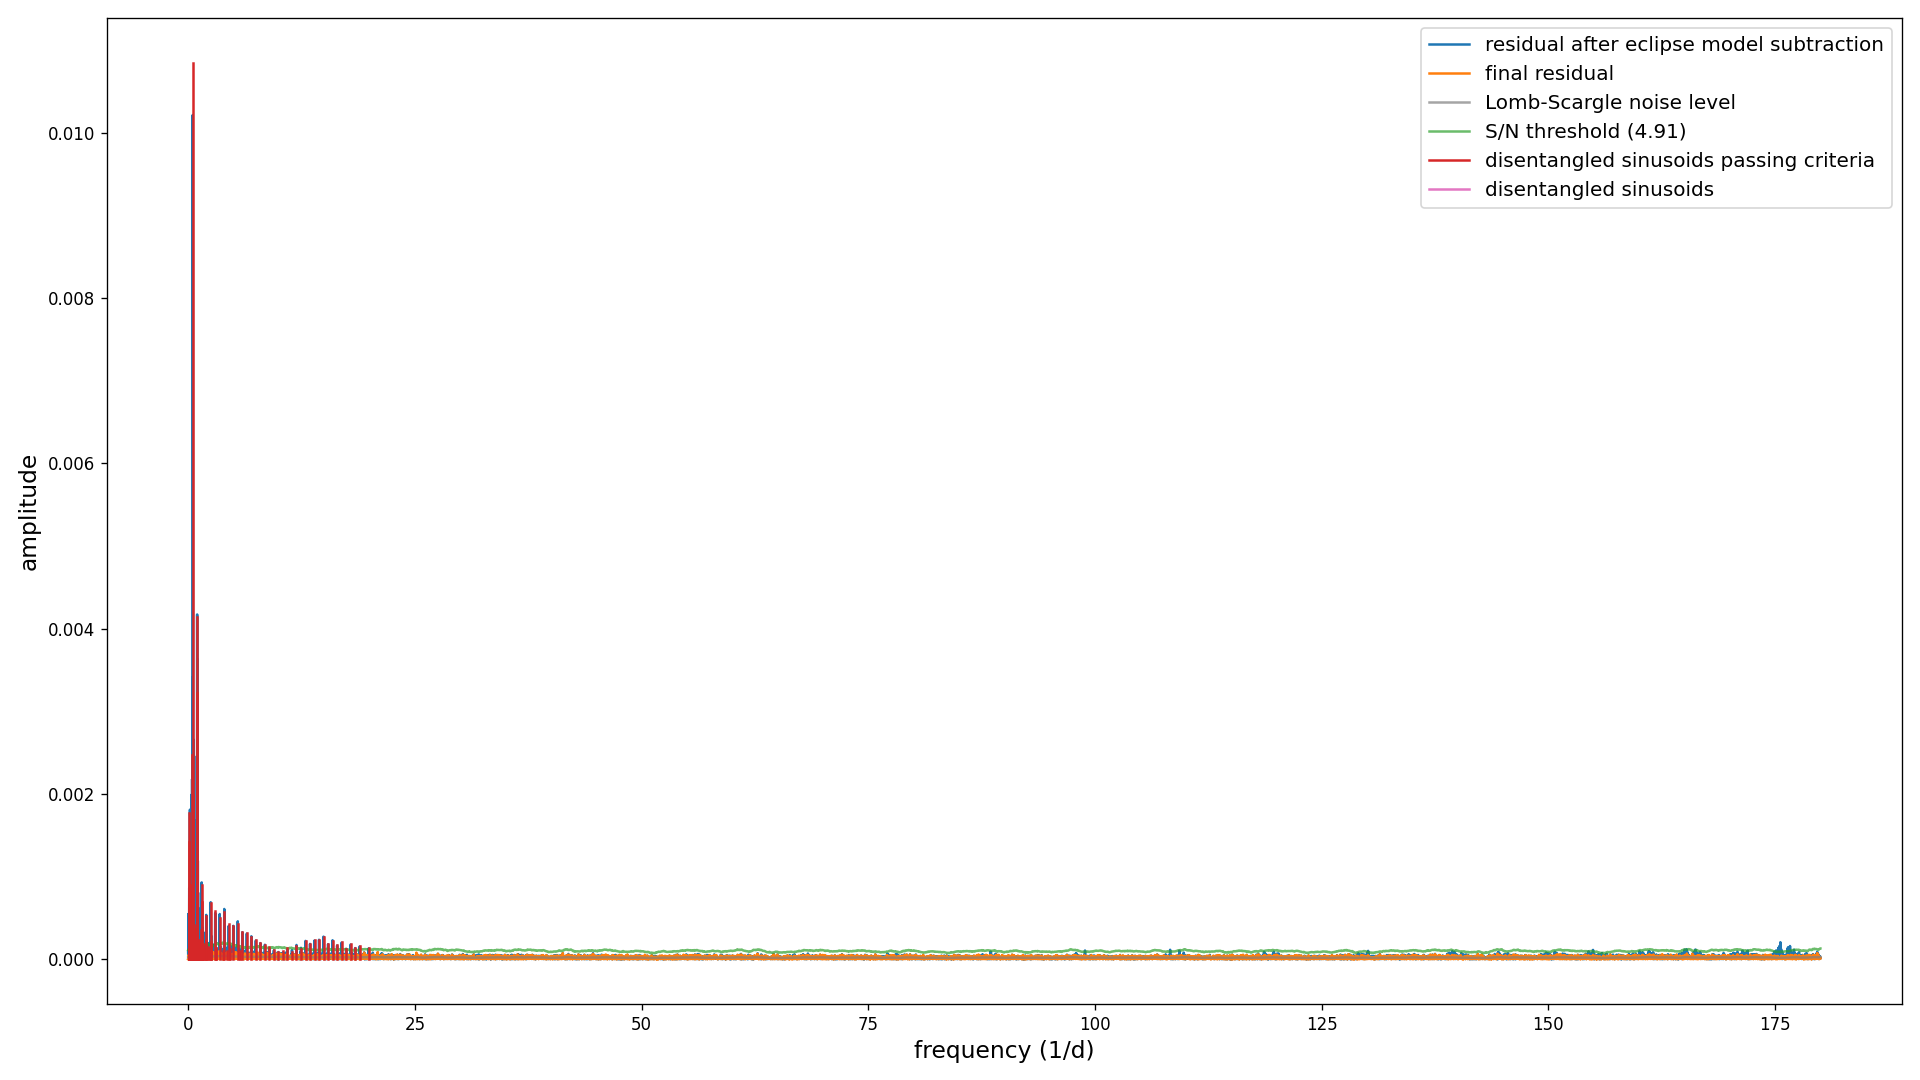 residual after eclipse model subtraction
final residual
Lomb-Scargle noise level
S/N threshold (4.91)
disentangled sinusoids passing criteria
disentangled sinusoids
amplitude
0.010
0.008
0.006
0.004
0.002
0.000
0 25 50 75 100 125 150 175
frequency (1/d)